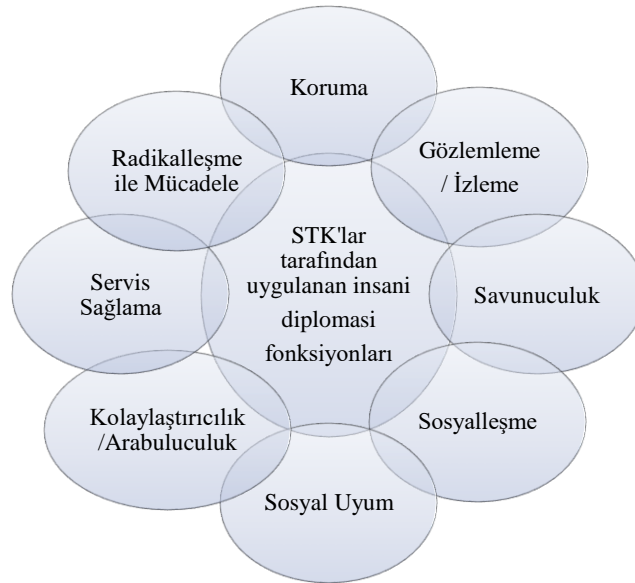 Koruma
Gözlemleme
/ İzleme
Savunuculuk
Sosyalleşme
Sosyal Uyum
Kolaylaştırıcılık
/Arabuluculuk
Servis
Sağlama
Radikalleşme
ile Mücadele
STK'lar
tarafından
uygulanan insani
diplomasi
fonksiyonları